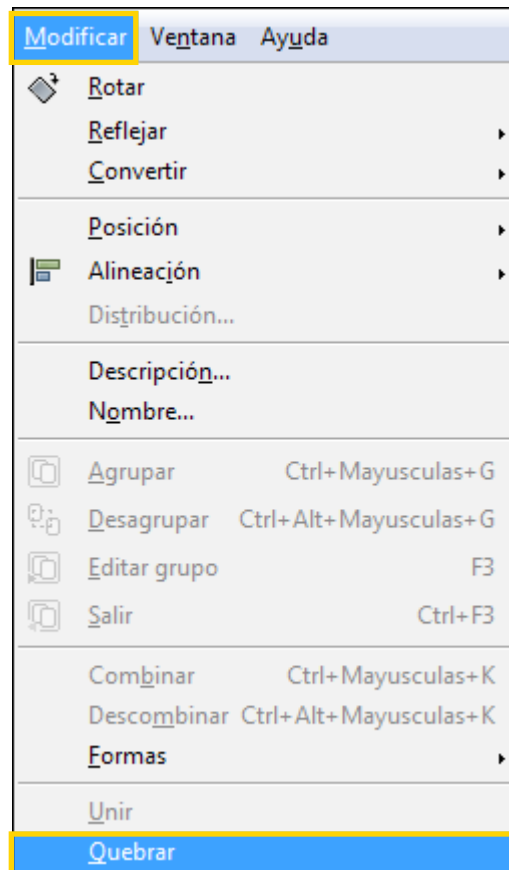 Modificar Ventana Ayuda
Rotar
Reflejar
Convertir
Posición
Alineación
Distribución...
Descripción...
Nombre...
Agrupar Ctrl+Mayusculas+G
Desagrupar Ctrl+Alt+Mayusculas+G
Editar grupo F3
Salir Ctrl+F3
Combinar Ctrl+Mayusculas+K
Descombinar Ctrl+Alt+Mayusculas+K
Formas
Unir
Quebrar